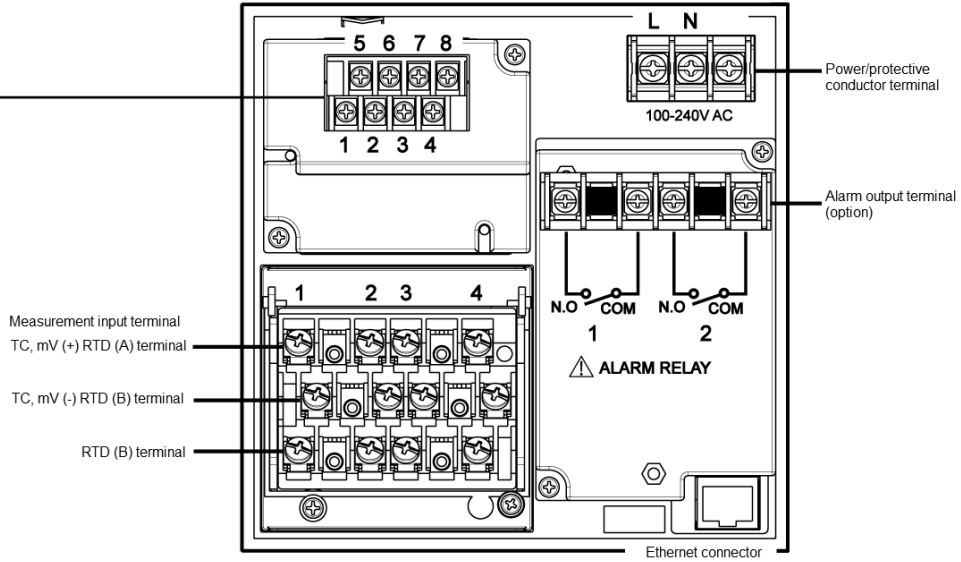 5 6 7 8
1 2 3 4
L N
100-240V AC
Power/protective
conductor terminal
Alarm output terminal
(option)
N.O COM N.O COM
1 2
ALARM RELAY
1 2 3 4
Measurement input terminal
TC, mV (+) RTD (A) terminal
TC, mV (-) RTD (B) terminal
RTD (B) terminal
Ethernet connector